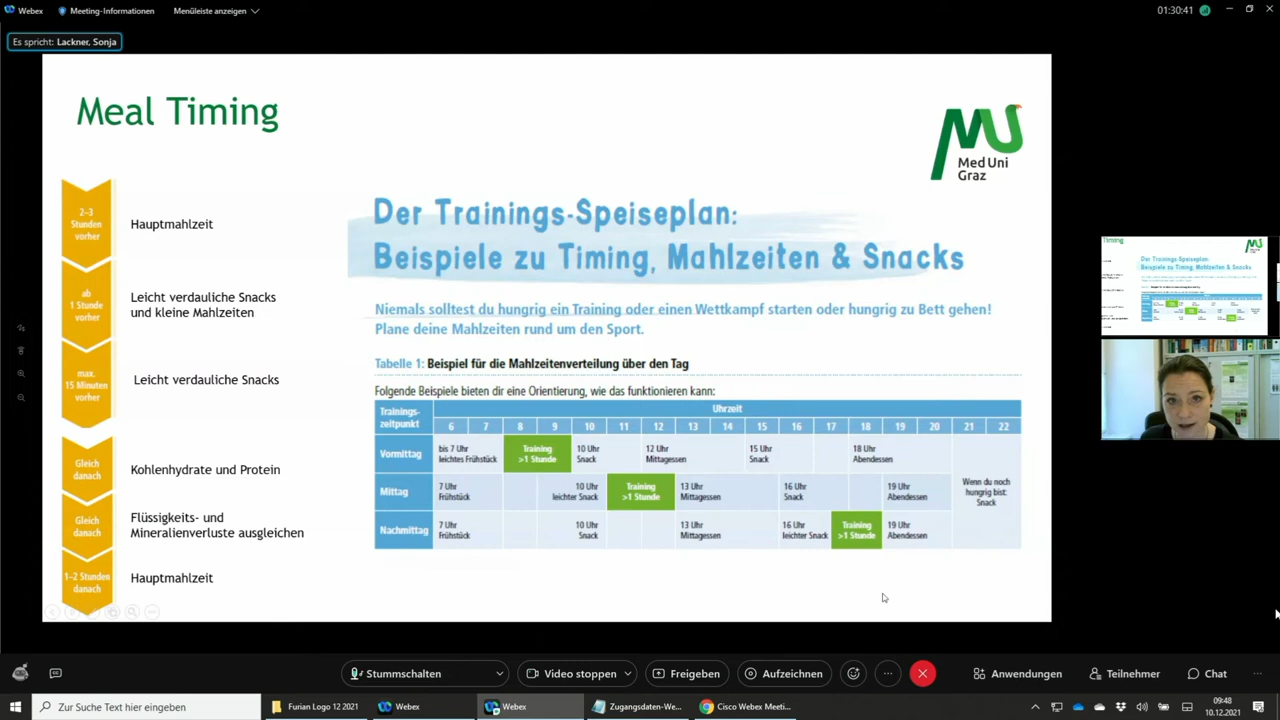 Webex
Meeting-Informationen
Menüleiste anzeigen
01:30:41
Es spricht: Lackner, Sonja
Meal Timing
Med Uni
Graz
2–3
Stunden
vorher
Hauptmahlzeit
ab
1 Stunde
vorher
Leicht verdauliche Snacks
und kleine Mahlzeiten
max.
15 Minuten
vorher
Leicht verdauliche Snacks
Gleich
danach
Kohlenhydrate und Protein
Gleich
danach
Flüssigkeits- und
Mineralienverluste ausgleichen
1-2 Stunden
danach
Hauptmahlzeit
Der Trainings-Speiseplan:
Beispiele zu Timing, Mahlzeiten & Snacks
Niemals solltest du hungrig ein Training oder einen Wettkampf starten oder hungrig zu Bett gehen!
Plane deine Mahlzeiten rund um den Sport.
Tabelle 1: Beispiel für die Mahlzeitenverteilung über den Tag
Folgende Beispiele bieten dir eine Orientierung, wie das funktionieren kann:
Trainings-
zeitpunkt
Uhrzeit
6 7 8 9 10 11 12 13 14 15 16 17 18 19 20 21 22
Vormittag
bis 7 Uhr
leichtes Frühstück
Training
>1 Stunde
10 Uhr
Snack
12 Uhr
Mittagessen
15 Uhr
Snack
18 Uhr
Abendessen
Mittag
7 Uhr
Frühstück
10 Uhr
leichter Snack
Training
>1 Stunde
13 Uhr
Mittagessen
16 Uhr
Snack
19 Uhr
Abendessen
Nachmittag
7 Uhr
Frühstück
10 Uhr
Snack
13 Uhr
Mittagessen
16 Uhr
leichter Snack
Training
>1 Stunde
19 Uhr
Abendessen
Wenn du noch
hungrig bist:
Snack
Timing
Der Trainings-Speiseplan:
Beispiele zu Timing, Mahlzeiten & Snacks
Stummschalten
Video stoppen
Freigeben
Aufzeichnen
Anwendungen
Teilnehmer
Chat
Zur Suche Text hier eingeben
Furian Logo 12 2021
Webex
Webex
Zugangsdaten-We...
Cisco Webex Meeti...
09:48
10.12.2021